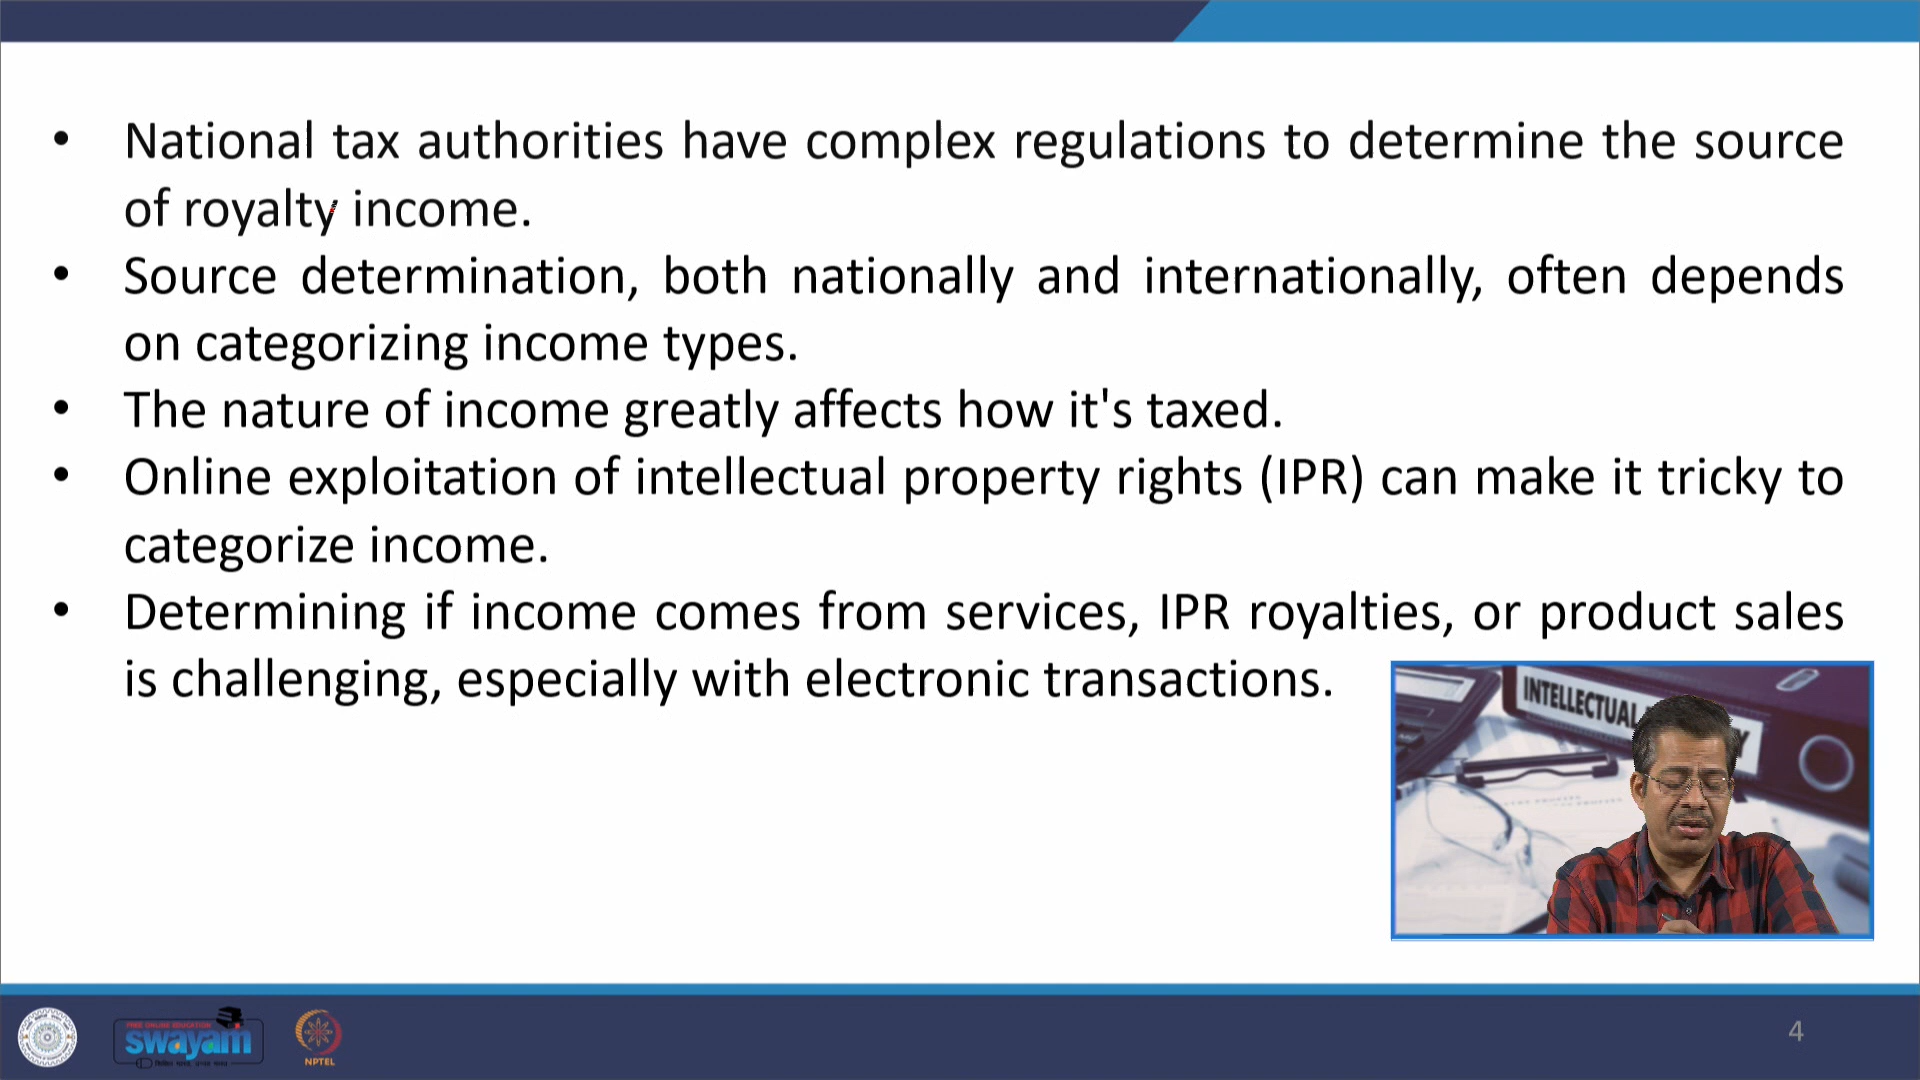 • National tax authorities have complex regulations to determine the source
of royalty income.
• Source determination, both nationally and internationally, often depends
on categorizing income types.
• The nature of income greatly affects how it's taxed.
• Online exploitation of intellectual property rights (IPR) can make it tricky to
categorize income.
• Determining if income comes from services, IPR royalties, or product sales
is challenging, especially with electronic transactions.
INTELLECTUAL
FREE ONLINE EDUCATION
swayam
NPTEL
4